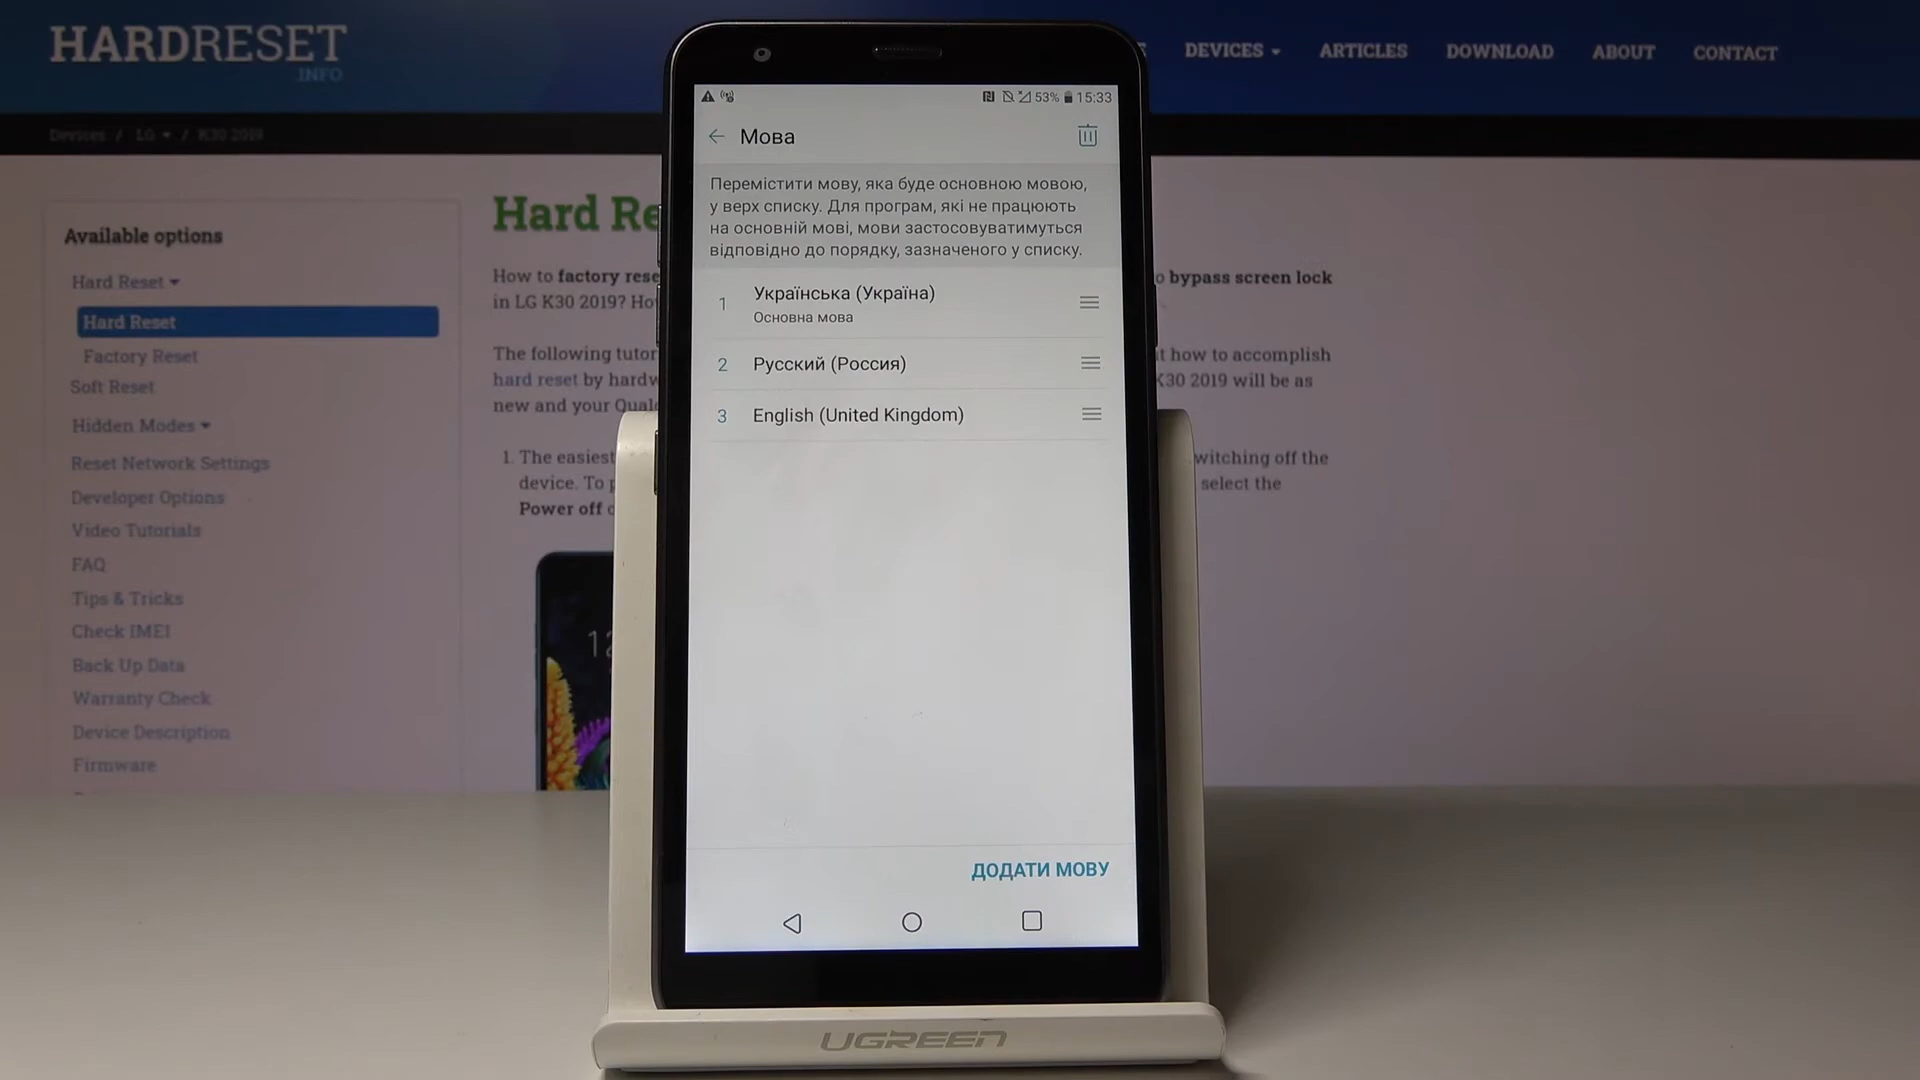 HARDRESET
.INFO
DEVICES
ARTICLES
DOWNLOAD
ABOUT
CONTACT
Devices / LG / K30 2019
Available options
Hard Reset
Hard Reset
Factory Reset
Soft Reset
Hidden Modes
Reset Network Settings
Developer Options
Video Tutorials
FAQ
Tips & Tricks
Check IMEI
Back Up Data
Warranty Check
Device Description
Firmware
Hard Re
How to factory rese
o bypass screen lock
in LG K30 2019? Ho
The following tutor
t how to accomplish
hard reset by hardw
K30 2019 will be as
new and your Qualc
1. The easiest
witching off the
device. To p
select the
Power off o
53% 15:33
Мова
Перемістити мову, яка буде основною мовою,
у верх списку. Для програм, які не працюють
на основній мові, мови застосовуватимуться
відповідно до порядку, зазначеного у списку.
1 Українська (Україна)
Основна мова
2 Русский (Россия)
3 English (United Kingdom)
ДОДАТИ МОВУ
UGREEN